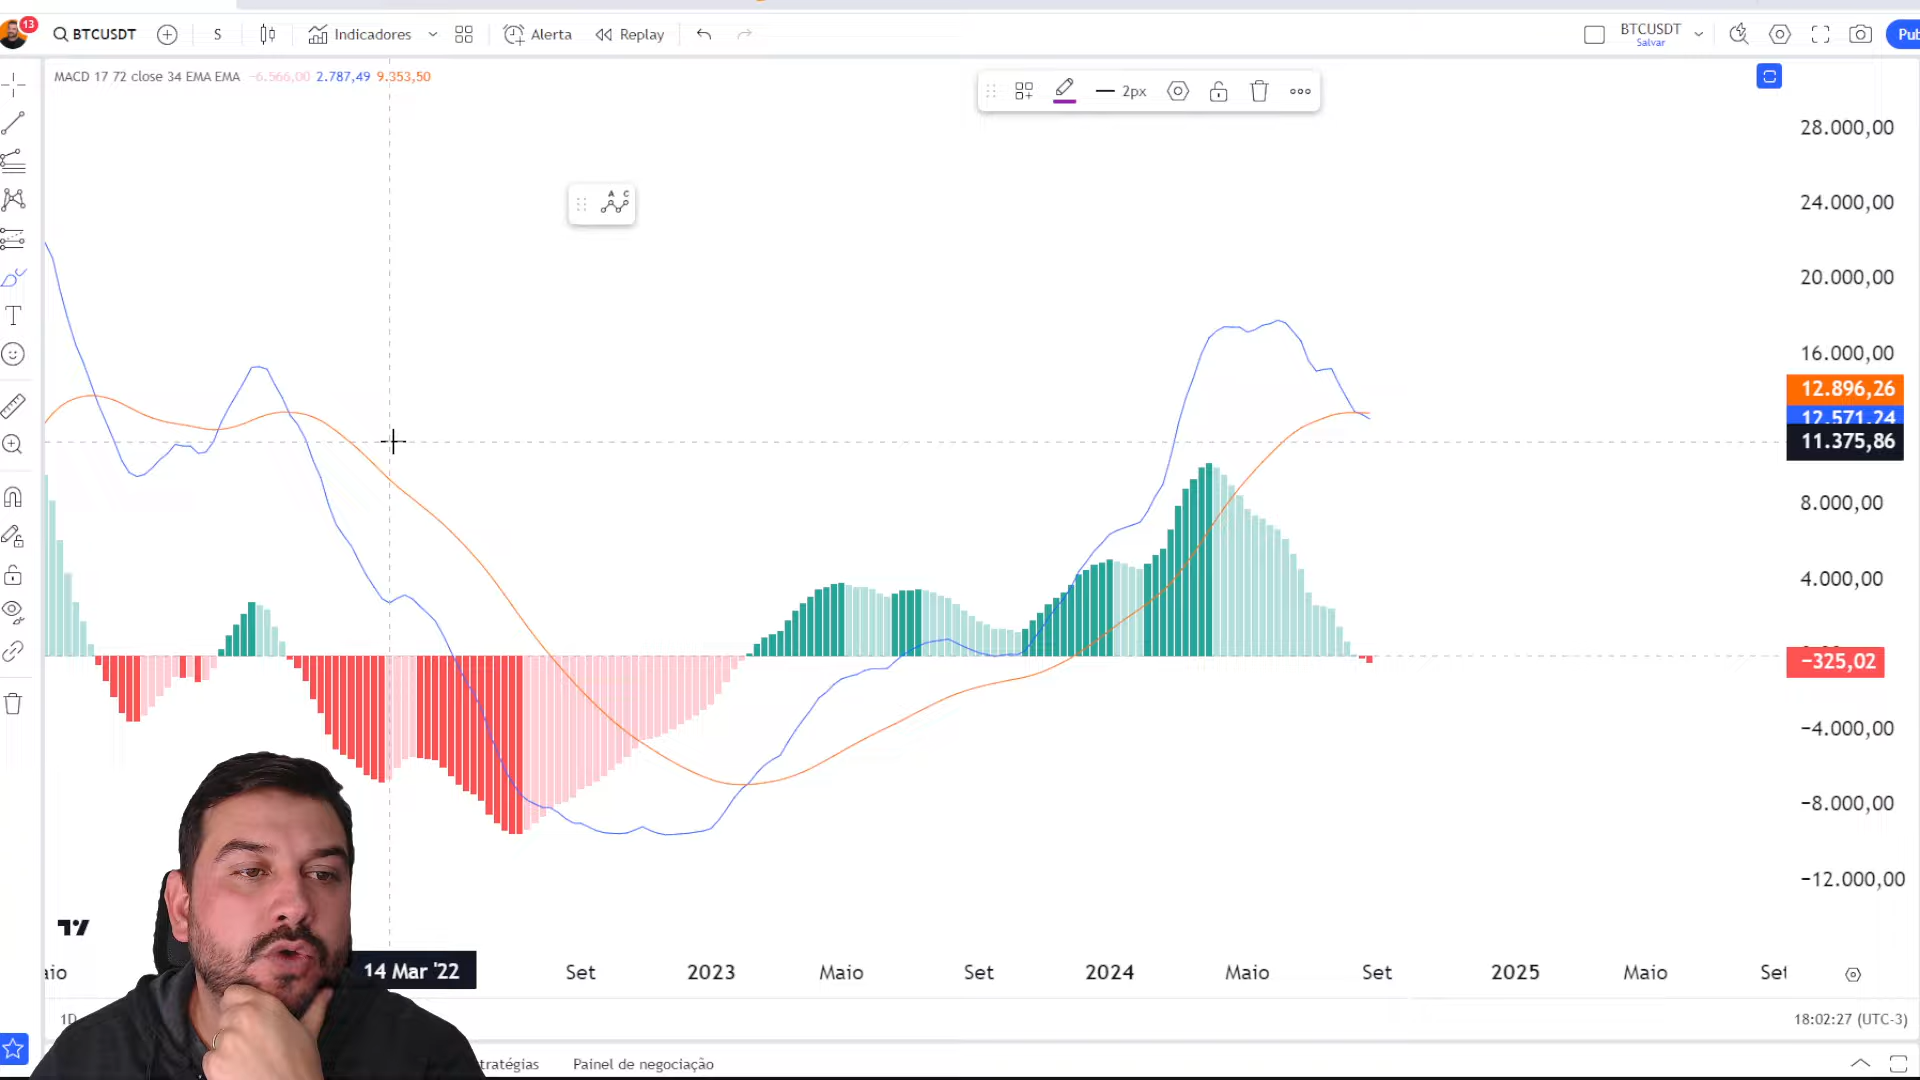 13
BTCUSDT
S
Indicadores
Alerta
Replay
BTCUSDT
Salvar
Pub
MACD 17 72 close 34 EMA EMA −6.566,00 2.787,49 9.353,50
2px
A C
T
28.000,00
24.000,00
20.000,00
16.000,00
12.896,26
12.571,24
11.375,86
8.000,00
4.000,00
−325,02
−4.000,00
−8.000,00
−12.000,00
aio
14 Mar '22
Set
2023
Maio
Set
2024
Maio
Set
2025
Maio
Set
1D
18:02:27 (UTC-3)
tratégias
Painel de negociação